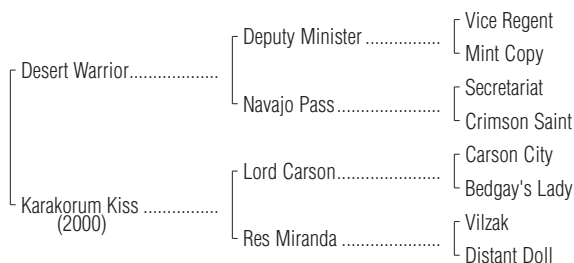 Vice Regent
Deputy Minister ..................
Mint Copy
Desert Warrior.....................
Secretariat
Navajo Pass.........................
Crimson Saint
Carson City
Lord Carson.........................
Bedgay's Lady
Karakorum Kiss ..................
(2000)
Vilzak
Res Miranda .......................
Distant Doll